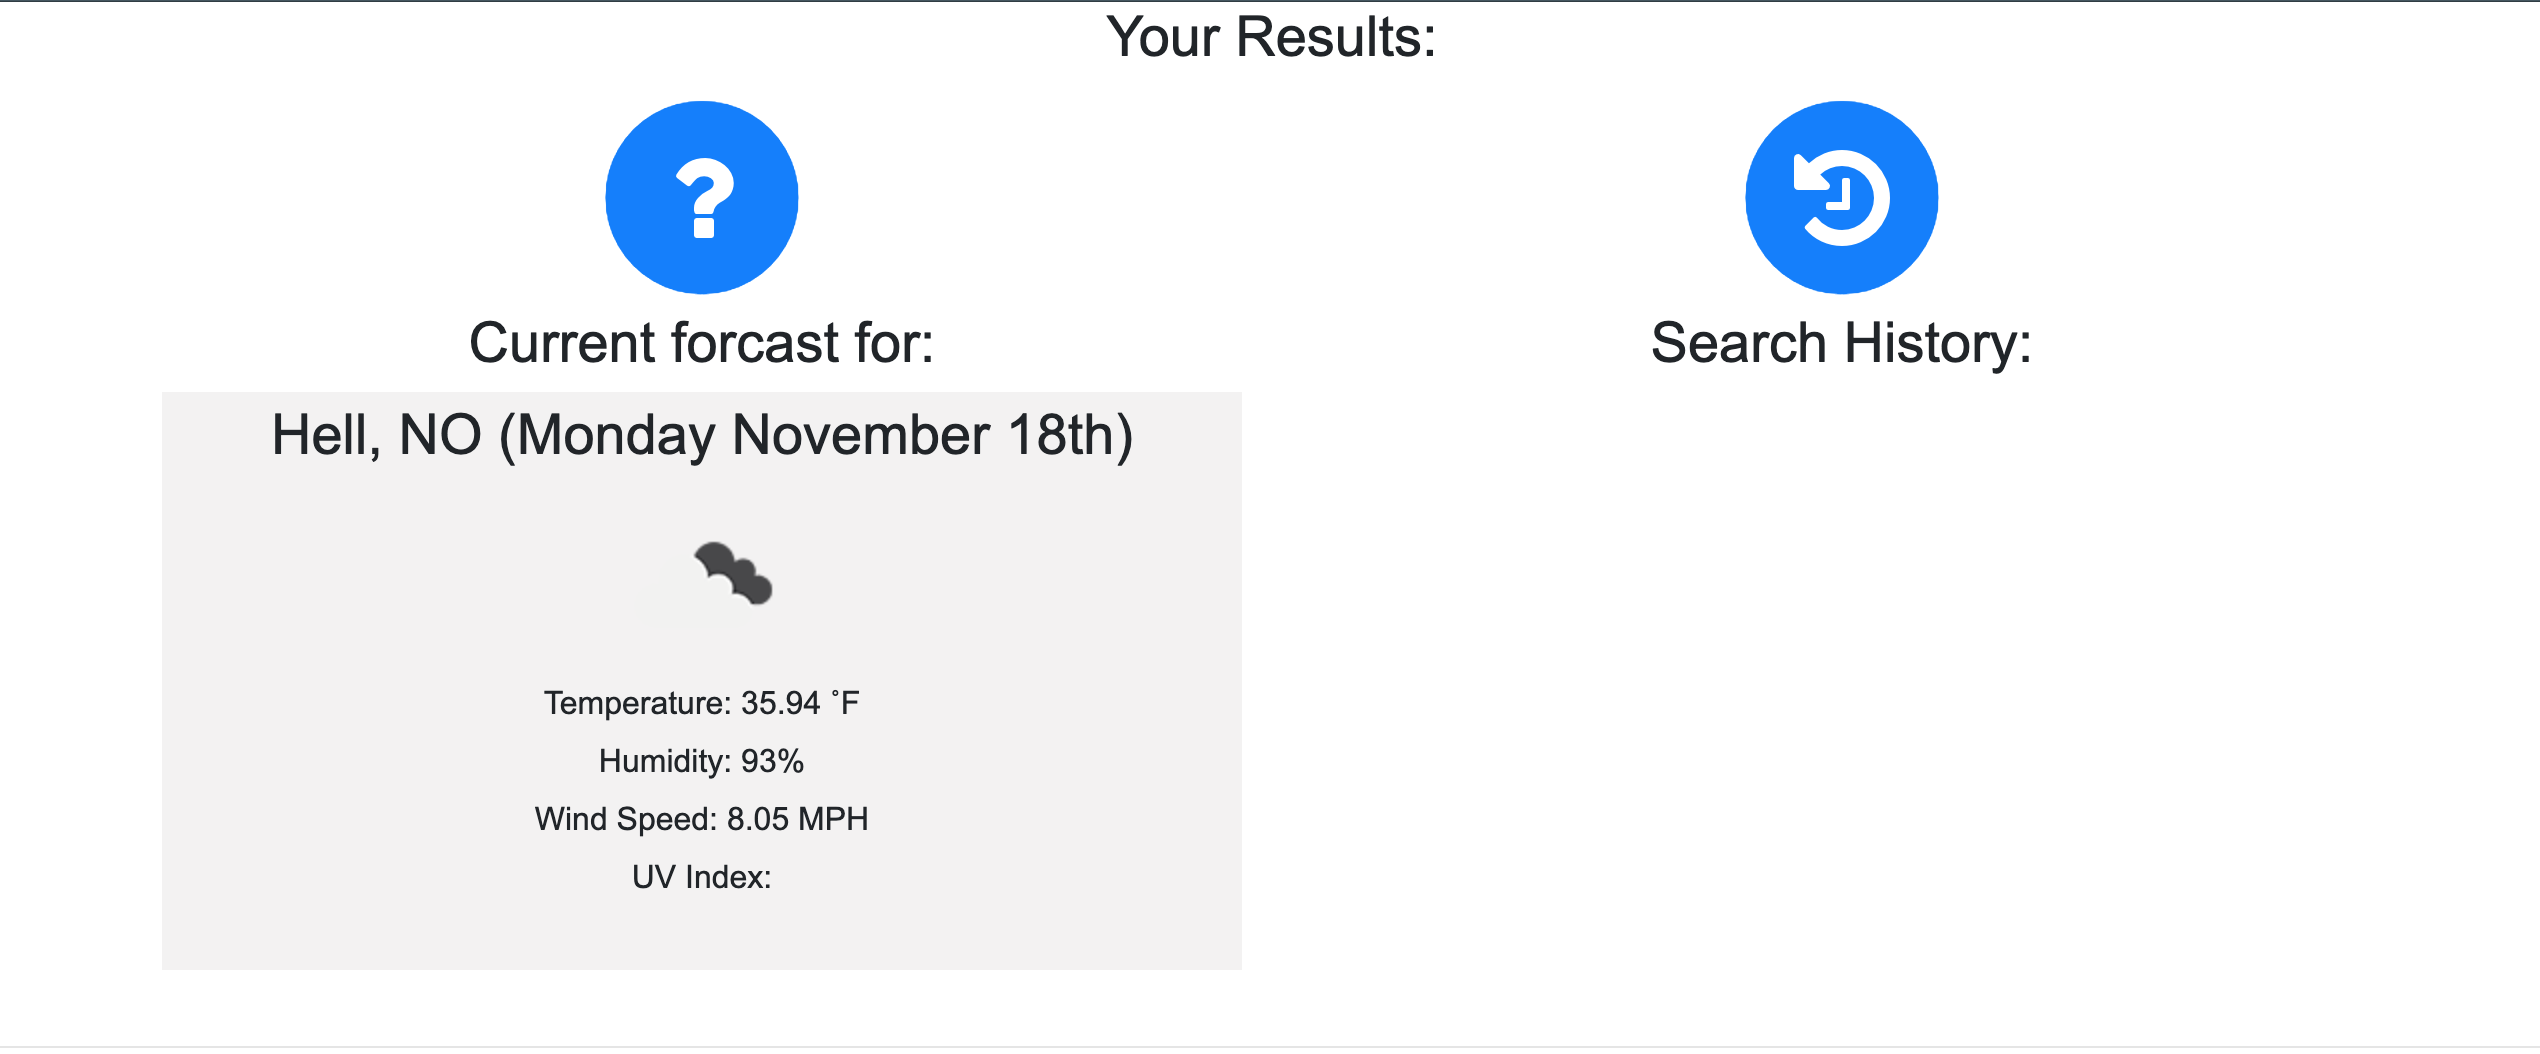 Your Results:
Current forcast for:
Hell, NO (Monday November 18th)
Temperature: 35.94 ˚F
Humidity: 93%
Wind Speed: 8.05 MPH
UV Index:
Search History: